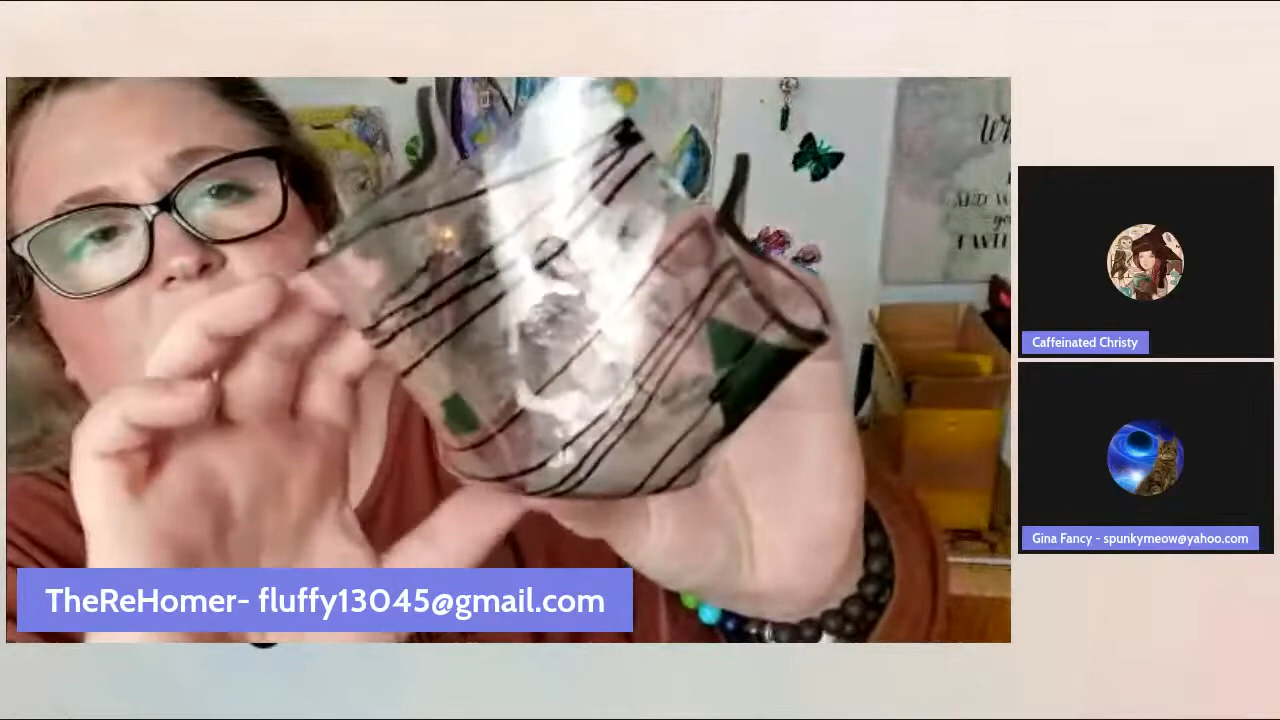 TheReHomer- fluffy13045@gmail.com
Caffeinated Christy
Gina Fancy - spunkymeow@yahoo.com